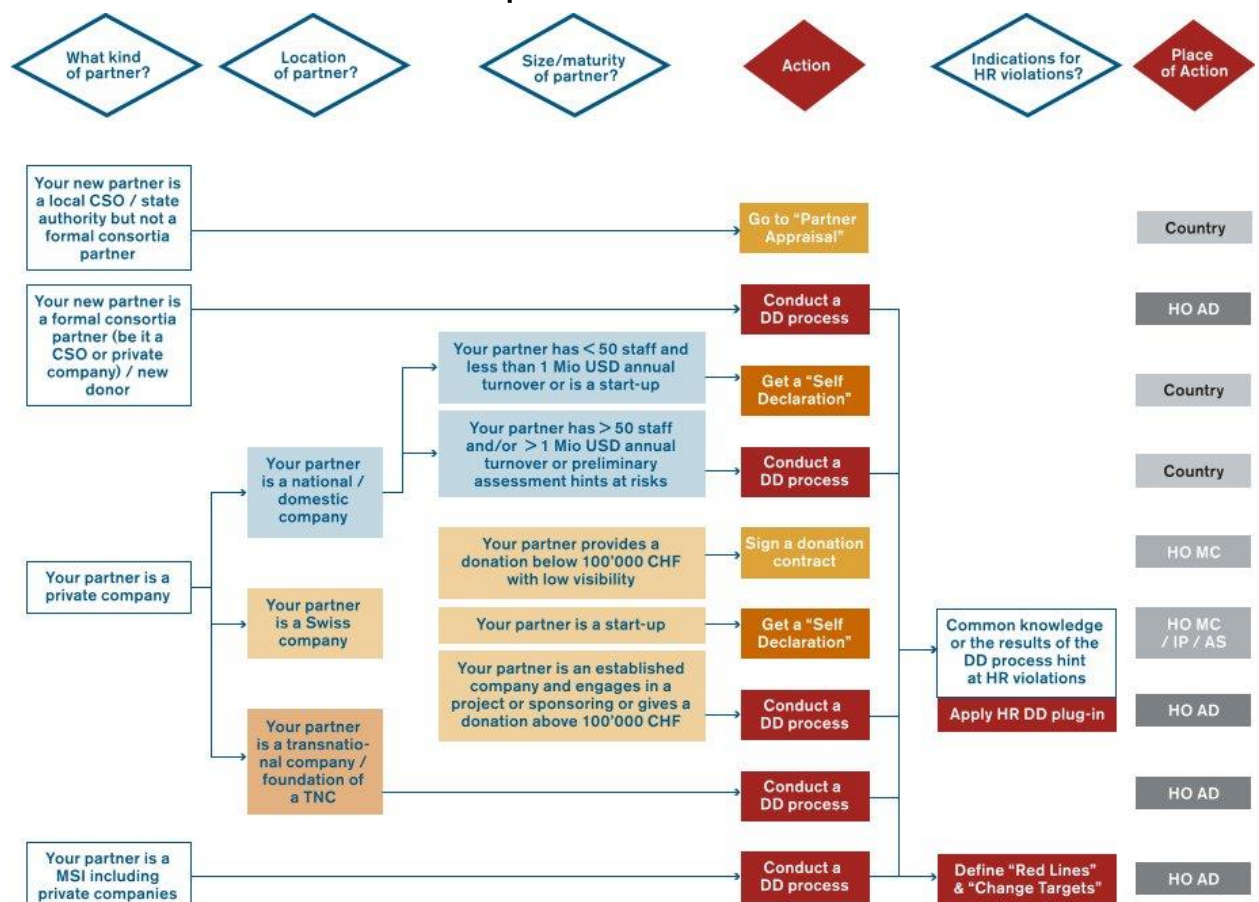 What kind
of partner?
Location
of partner?
Size/maturity
of partner?
Action
Indications for
HR violations?
Place
of Action
Your new partner is
a local CSO / state
authority but not a
formal consortia
partner
Go to “Partner
Appraisal”
Country
Your new partner is
a formal consortia
partner (be it a
CSO or private
company) / new
donor
Conduct a
DD process
HO AD
Your partner has < 50 staff and
less than 1 Mio USD annual
turnover or is a start-up
Get a “Self
Declaration”
Country
Your partner is a national /
domestic
company
Your partner has > 50 staff
and/or > 1 Mio USD annual
turnover or preliminary
assessment hints at risks
Conduct a
DD process
Country
Your partner is a
private company
Your partner provides a
donation below 100’000 CHF
with low visibility
Sign a donation
contract
HO MC
Your partner
is a Swiss
company
Your partner is a start-up
Get a “Self
Declaration”
Common knowledge
or the results of the
DD process hint
at HR violations
HO MC
/ IP / AS
Your partner is an established
company and engages in a
project or sponsoring or gives a
donation above 100’000 CHF
Conduct a
DD process
Apply HR DD plug-in
HO AD
Your partner
is a transnatio-
nal company /
foundation of
a TNC
Conduct a
DD process
HO AD
Your partner is a
MSI including
private companies
Conduct a
DD process
Define “Red Lines”
& “Change Targets”
HO AD